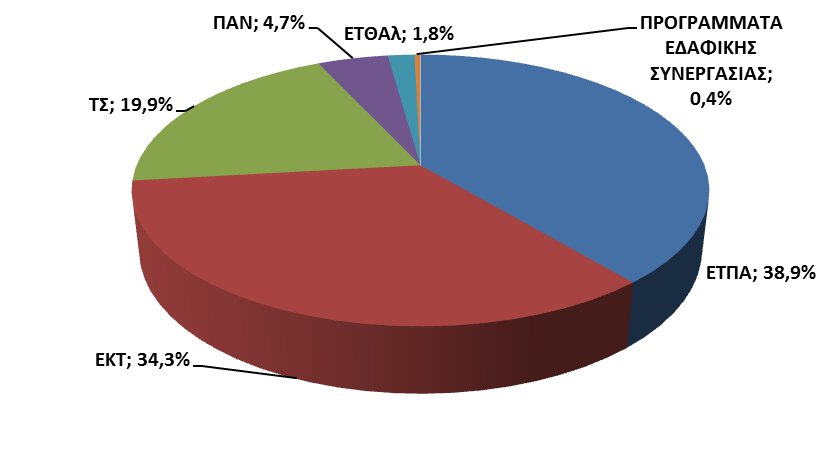 ΠΑΝ; 4,7%
ΕΤΘΑλ; 1,8%
ΠΡΟΓΡΑΜΜΑΤΑ
ΕΔΑΦΙΚΗΣ
ΣΥΝΕΡΓΑΣΙΑΣ;
0,4%
ΤΣ; 19,9%
ΕΤΠΑ; 38,9%
ΕΚΤ; 34,3%